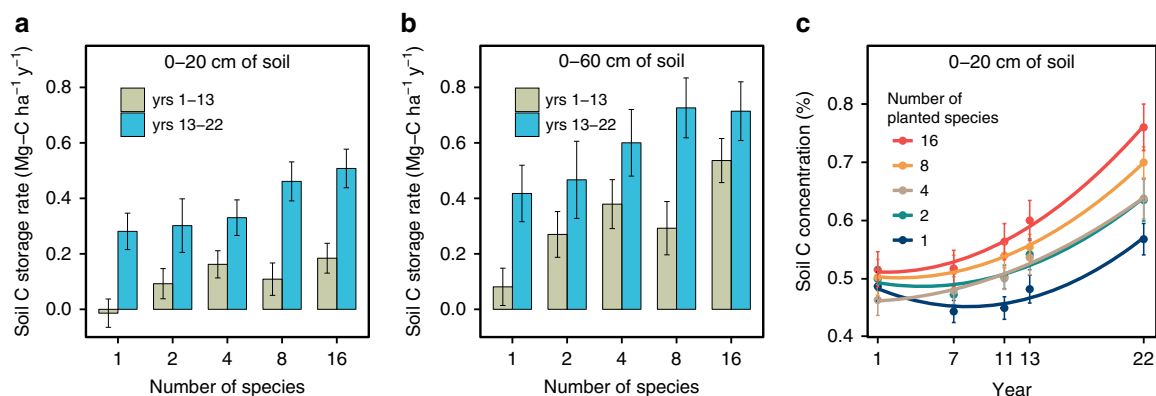 a
0–20 cm of soil
yrs 1–13
yrs 13–22
Soil C storage rate (Mg–C ha⁻¹ y⁻¹)
0.8
0.6
0.4
0.2
0.0
1 2 4 8 16
Number of species
b
0–60 cm of soil
yrs 1–13
yrs 13–22
Soil C storage rate (Mg–C ha⁻¹ y⁻¹)
0.8
0.6
0.4
0.2
0.0
1 2 4 8 16
Number of species
c
0–20 cm of soil
Number of
planted species
16
8
4
2
1
Soil C concentration (%)
0.8
0.7
0.6
0.5
0.4
1 7 11 13 22
Year